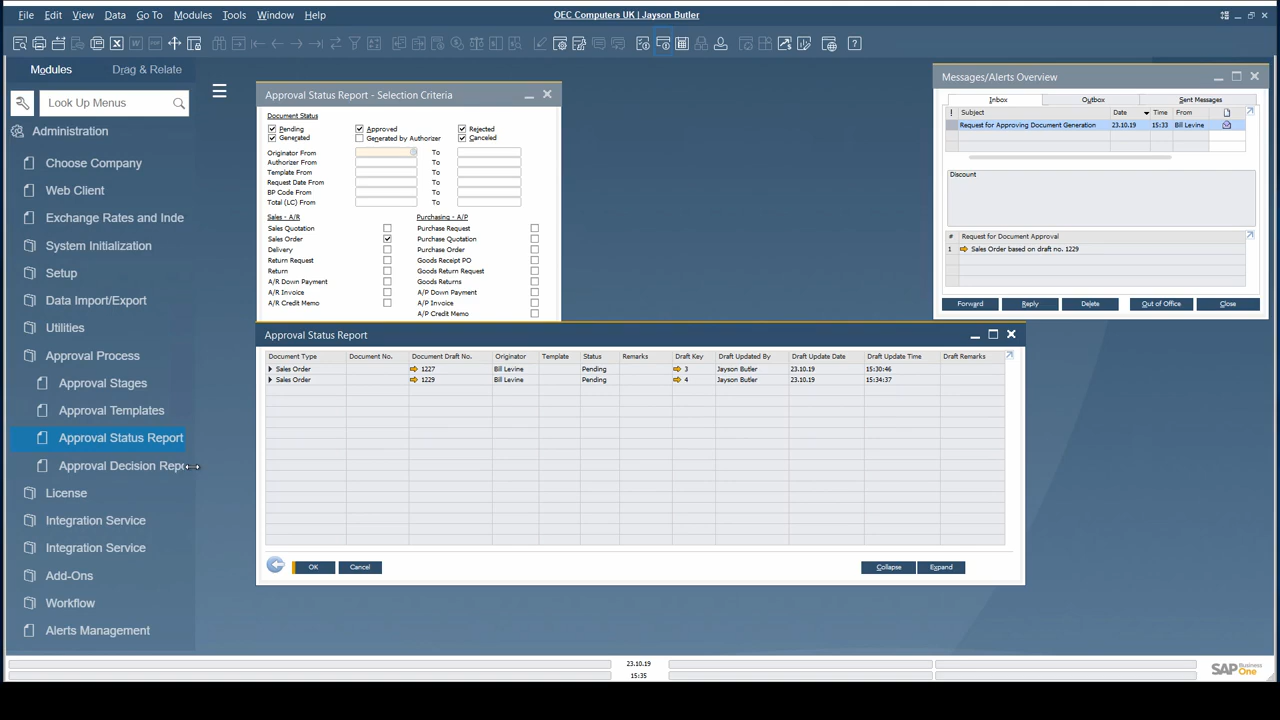 File Edit View Data Go To Modules Tools Window Help
OEC Computers UK | Jayson Butler
Modules Drag & Relate
Look Up Menus
Administration
Choose Company
Web Client
Exchange Rates and Inde
System Initialization
Setup
Data Import/Export
Utilities
Approval Process
Approval Stages
Approval Templates
Approval Status Report
Approval Decision Repo
License
Integration Service
Integration Service
Add-Ons
Workflow
Alerts Management
Approval Status Report - Selection Criteria
Document Status
Pending Approved Rejected
Generated Generated by Authorizer Canceled
Originator From To
Authorizer From To
Template From To
Request Date From To
BP Code From To
Total (LC) From To
Sales - A/R Purchasing - A/P
Sales Quotation Purchase Request
Sales Order Purchase Quotation
Delivery Purchase Order
Return Request Goods Receipt PO
Return Goods Return Request
A/R Down Payment Goods Returns
A/R Invoice A/P Down Payment
A/R Credit Memo A/P Invoice
A/P Credit Memo
Messages/Alerts Overview
Inbox Outbox Sent Messages
! Subject Date Time From
Request for Approving Document Generation 23.10.19 15:33 Bill Levine
Discount
# Request for Document Approval
1 Sales Order based on draft no. 1229
Forward Reply Delete Out of Office Close
Approval Status Report
Document Type Document No. Document Draft No. Originator Template Status Remarks Draft Key Draft Updated By Draft Update Date Draft Update Time Draft Remarks
Sales Order 1227 Bill Levine Pending 3 Jayson Butler 23.10.19 15:30:46
Sales Order 1229 Bill Levine Pending 4 Jayson Butler 23.10.19 15:34:37
OK Cancel Collapse Expand
23.10.19
15:35
SAP Business One